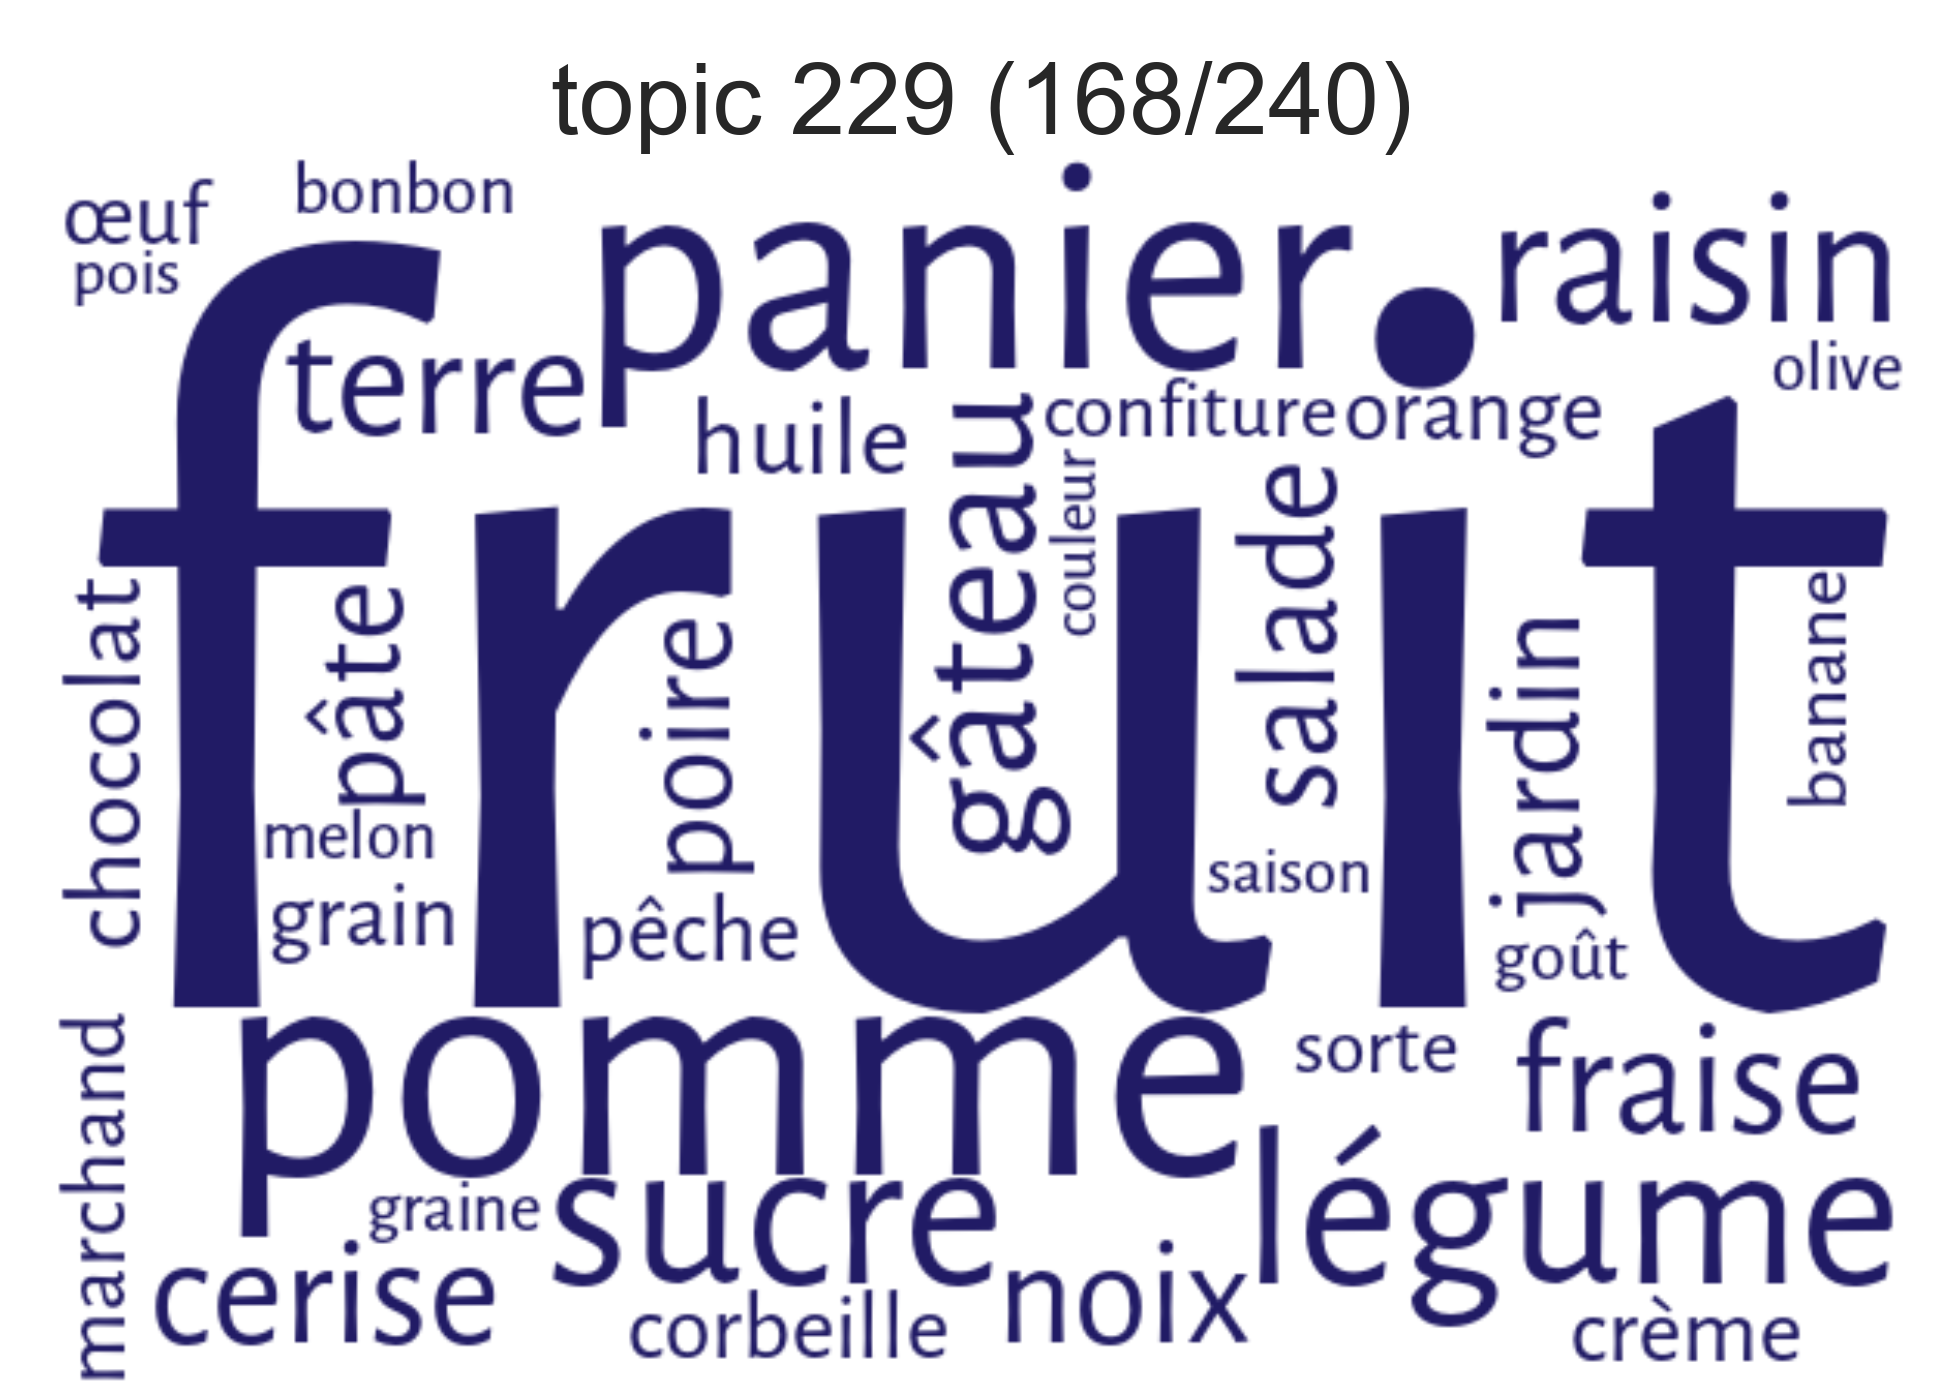 topic 229 (168/240)
œuf
bonbon
panier
raisin
pois
terre
huile
confiture
orange
olive
fruit
gâteau
couleur
salade
chocolat
pâte
poire
jardin
banane
melon
grain
pêche
saison
goût
marchand
pomme
sorte
fraise
graine
sucre
légume
cerise
corbeille
noix
crème